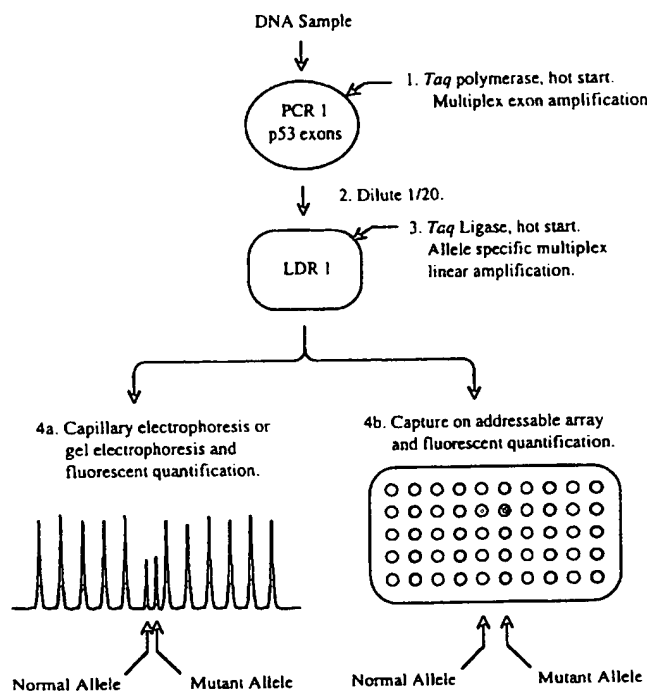 DNA Sample
1. Taq polymerase, hot start.
Multiplex exon amplification
PCR 1
p53 exons
2. Dilute 1/20.
3. Taq Ligase, hot start.
Allele specific multiplex
linear amplification.
LDR 1
4a. Capillary electrophoresis or
gel electrophoresis and
fluorescent quantification.
4b. Capture on addressable array
and fluorescent quantification.
Normal Allele
Mutant Allele
Normal Allele
Mutant Allele